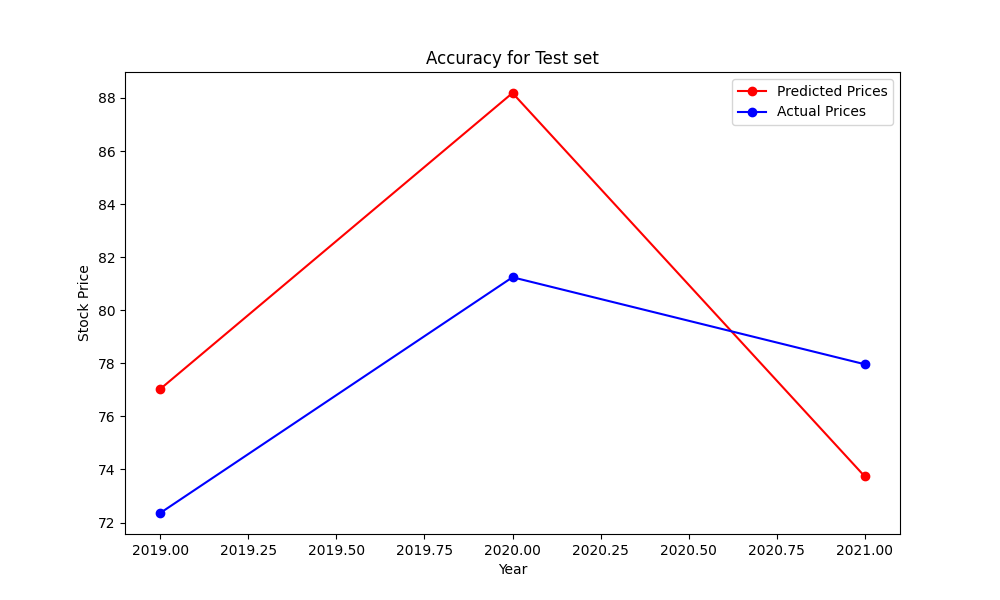 Accuracy for Test set
Predicted Prices
Actual Prices
88
86
84
82
80
78
76
74
72
Stock Price
2019.00 2019.25 2019.50 2019.75 2020.00 2020.25 2020.50 2020.75 2021.00
Year